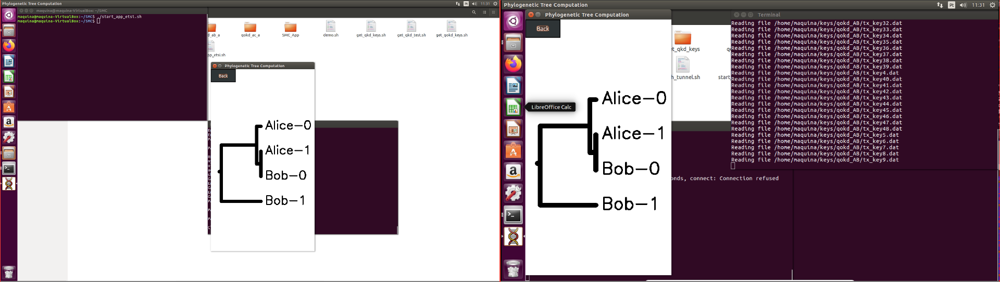 Phylogenetic Tree Computation
Pt
11:31
maquina@maquina-VirtualBox: ~/SMC
maquina@maquina-VirtualBox:~/SMC$ ./start_app_etsi.sh
maquina@maquina-VirtualBox:~/SMC$
d_ab_a
qokd_ac_a
SMC_App
demo.sh
get_qkd_keys.sh
get_qkd_test.sh
get_qokd_keys.sh
pp_etsi.sh
Phylogenetic Tree Computation
Back
Alice-0
Alice-1
Bob-0
Bob-1
Phylogenetic Tree Computation
Pt
11:31
Phylogenetic Tree Computation
Back
LibreOffice Calc
Alice-0
Alice-1
Bob-0
Bob-1
t_qkd_keys
h_tunnel.sh
start
Terminal
Reading file /home/maquina/keys/qokd_AB/tx_key32.dat
Reading file /home/maquina/keys/qokd_AB/tx_key33.dat
Reading file /home/maquina/keys/qokd_AB/tx_key34.dat
Reading file /home/maquina/keys/qokd_AB/tx_key35.dat
Reading file /home/maquina/keys/qokd_AB/tx_key36.dat
Reading file /home/maquina/keys/qokd_AB/tx_key37.dat
Reading file /home/maquina/keys/qokd_AB/tx_key38.dat
Reading file /home/maquina/keys/qokd_AB/tx_key39.dat
Reading file /home/maquina/keys/qokd_AB/tx_key4.dat
Reading file /home/maquina/keys/qokd_AB/tx_key40.dat
Reading file /home/maquina/keys/qokd_AB/tx_key41.dat
Reading file /home/maquina/keys/qokd_AB/tx_key42.dat
Reading file /home/maquina/keys/qokd_AB/tx_key43.dat
Reading file /home/maquina/keys/qokd_AB/tx_key44.dat
Reading file /home/maquina/keys/qokd_AB/tx_key45.dat
Reading file /home/maquina/keys/qokd_AB/tx_key46.dat
Reading file /home/maquina/keys/qokd_AB/tx_key47.dat
Reading file /home/maquina/keys/qokd_AB/tx_key48.dat
Reading file /home/maquina/keys/qokd_AB/tx_key5.dat
Reading file /home/maquina/keys/qokd_AB/tx_key6.dat
Reading file /home/maquina/keys/qokd_AB/tx_key7.dat
Reading file /home/maquina/keys/qokd_AB/tx_key8.dat
Reading file /home/maquina/keys/qokd_AB/tx_key9.dat
onds, connect: Connection refused